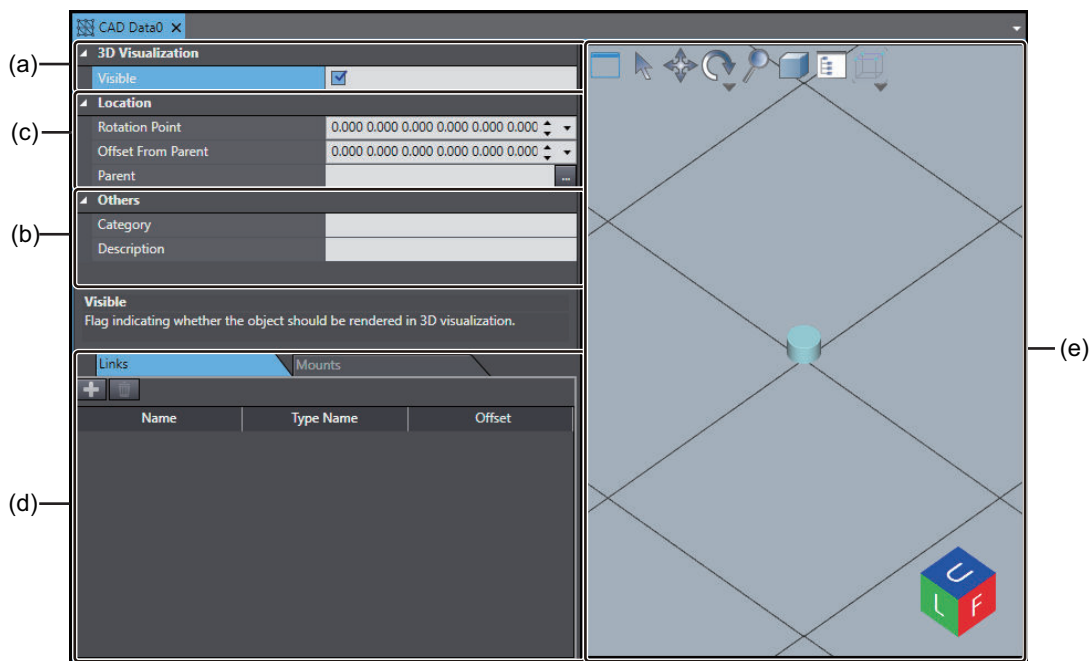 CAD Data0
(a)
3D Visualization
Visible
(c)
Location
Rotation Point 0.000 0.000 0.000 0.000 0.000 0.000
Offset From Parent 0.000 0.000 0.000 0.000 0.000 0.000
Parent ...
(b)
Others
Category
Description
Visible
Flag indicating whether the object should be rendered in 3D visualization.
(d)
Links Mounts
Name Type Name Offset
(e)
U
L F